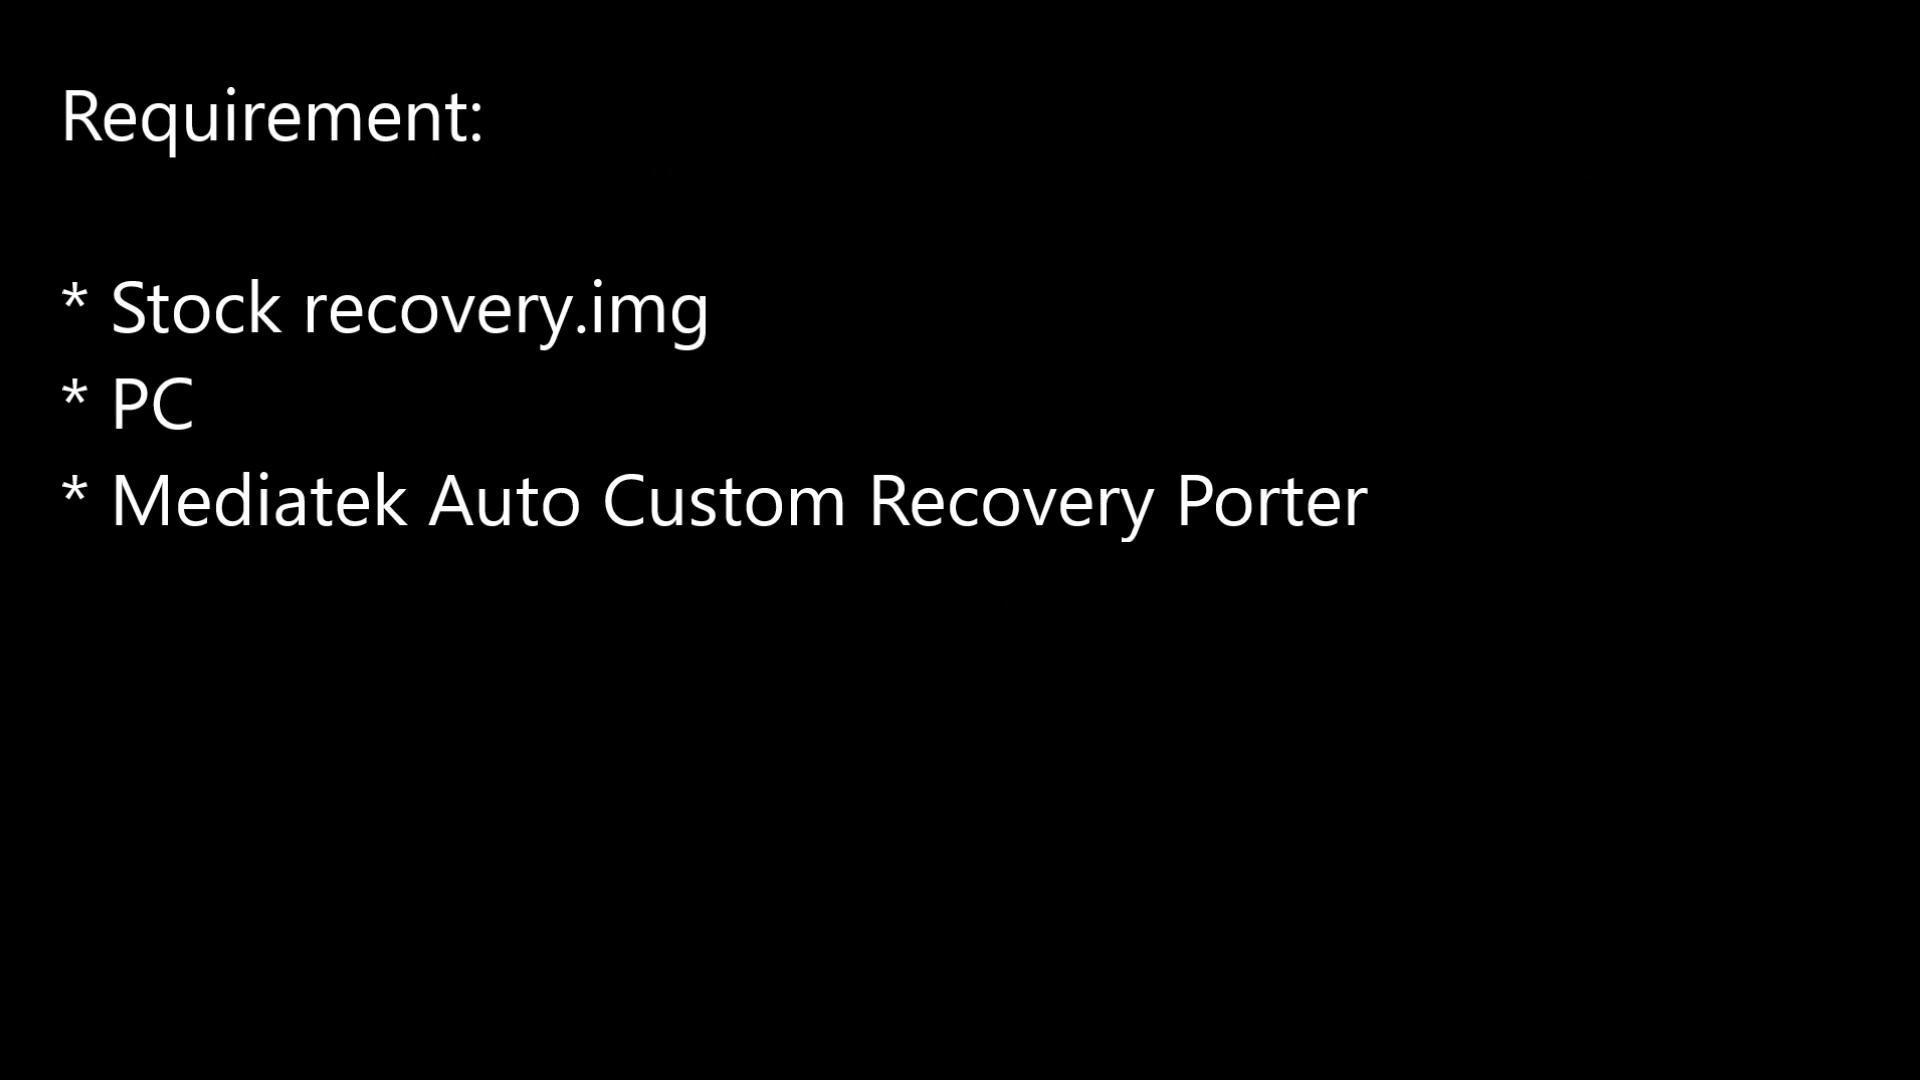 Requirement:
* Stock recovery.img
* PC
* Mediatek Auto Custom Recovery Porter